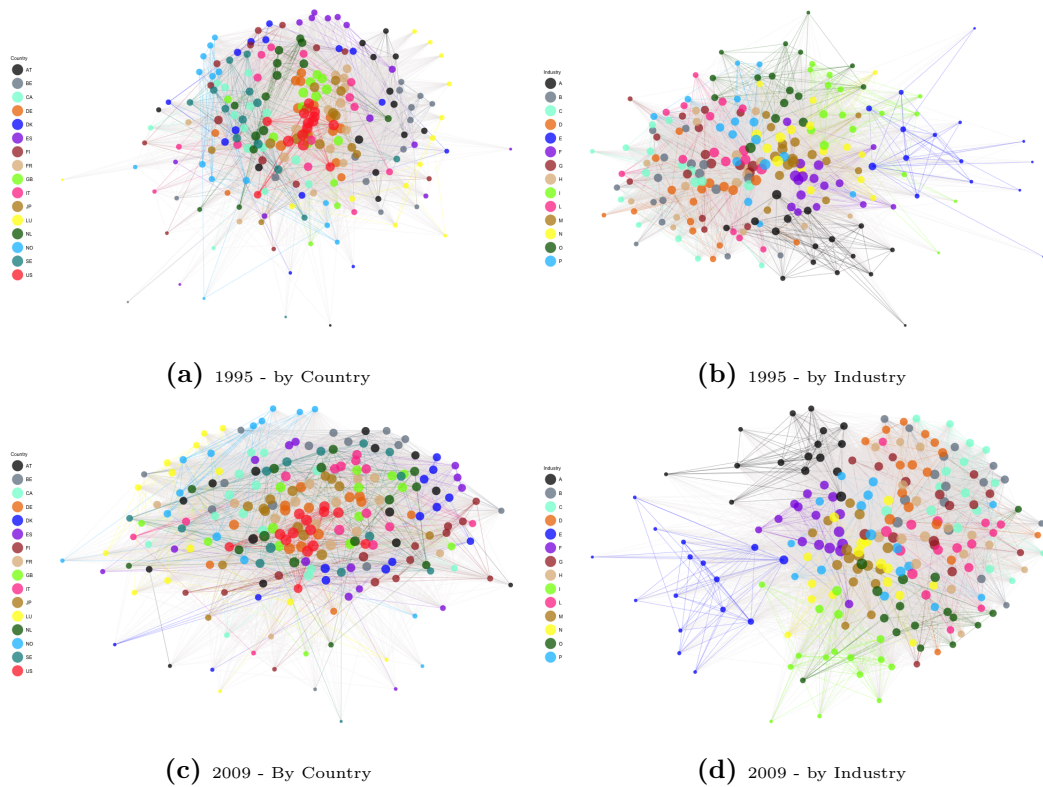 Country
AT
BE
CA
DE
DK
ES
FI
FR
GB
IT
JP
LU
NL
NO
SE
US
Industry
A
B
C
D
E
F
G
H
I
L
M
N
O
P
(a) 1995 - by Country
(b) 1995 - by Industry
Country
AT
BE
CA
DE
DK
ES
FI
FR
GB
IT
JP
LU
NL
NO
SE
US
Industry
A
B
C
D
E
F
G
H
I
L
M
N
O
P
(c) 2009 - By Country
(d) 2009 - by Industry